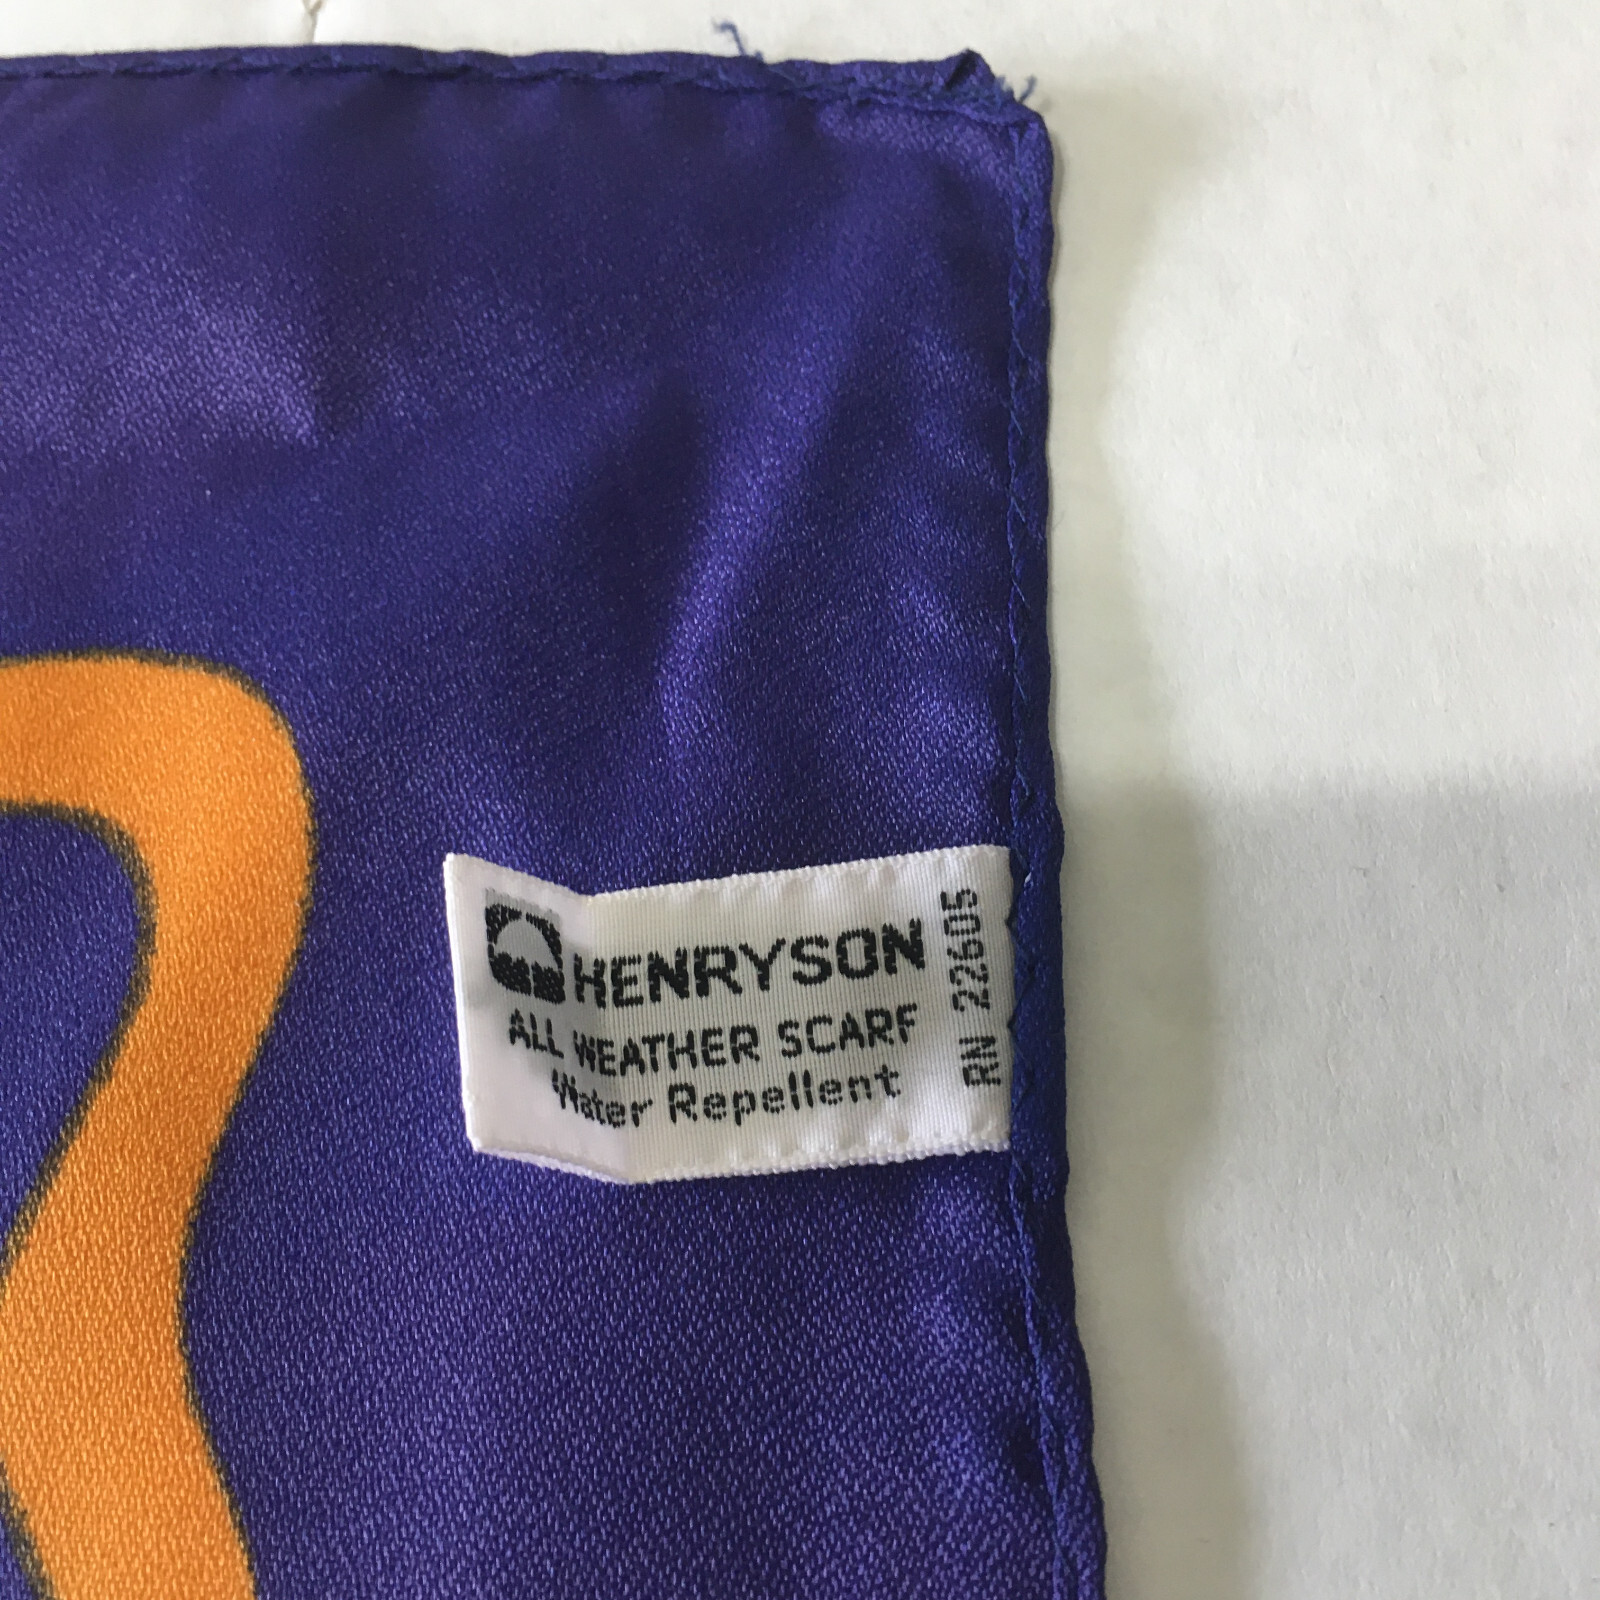 HENRYSON
ALL WEATHER SCARF
Water Repellent
RN 22605